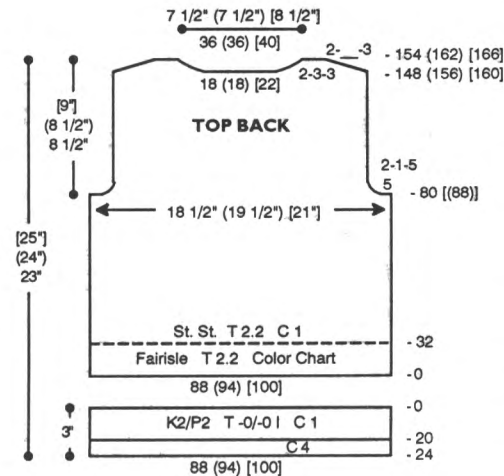 7 1/2" (7 1/2") [8 1/2"]
36 (36) [40]
2-__-3 - 154 (162) [166]
18 (18) [22] 2-3-3 - 148 (156) [160]
[9"]
(8 1/2")
8 1/2"
TOP BACK
2-1-5
5 - 80 [(88)]
18 1/2" (19 1/2") [21"]
[25"]
(24")
23"
St. St. T 2.2 C 1
- 32
Fairisle T 2.2 Color Chart
- 0
88 (94) [100]
- 0
3"
K2/P2 T -0/-0 I C 1
- 20
C 4
- 24
88 (94) [100]